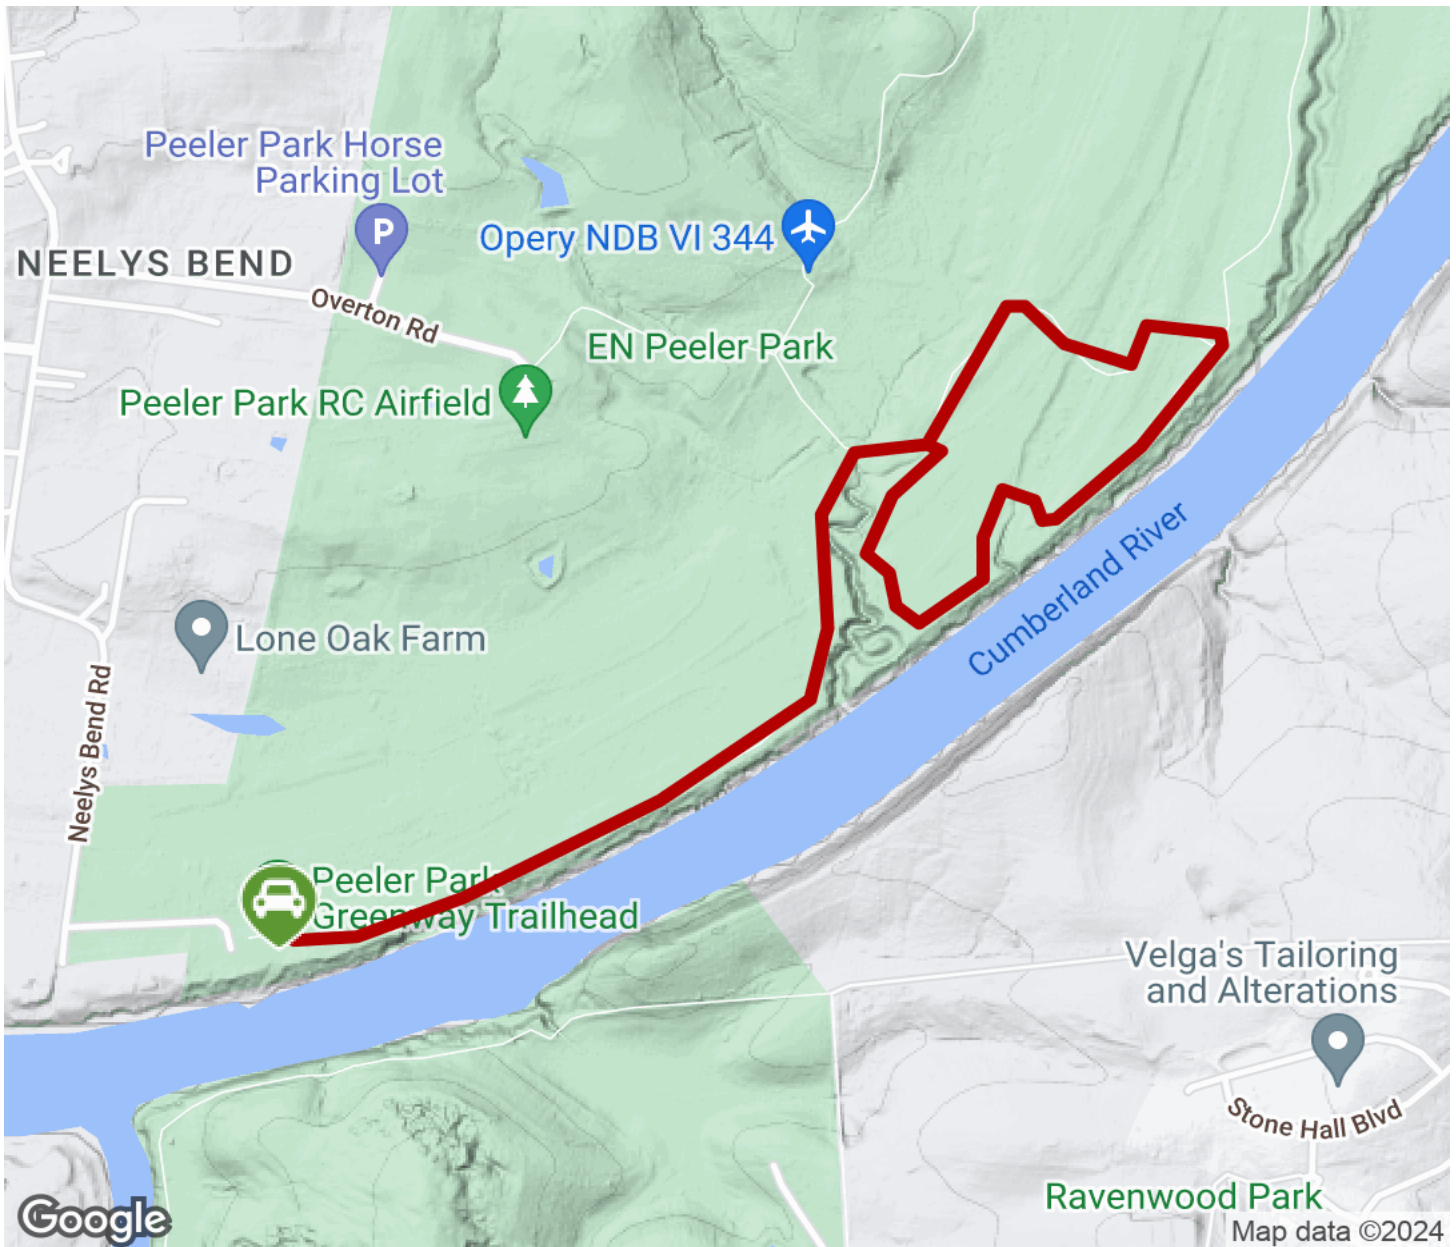 Peeler Park Horse
Parking Lot
P
Opery NDB VI 344
NEELYS BEND
Overton Rd
EN Peeler Park
Peeler Park RC Airfield
Cumberland River
Lone Oak Farm
Neelys Bend Rd
Peeler Park
Greenway Trailhead
Velga's Tailoring
and Alterations
Stone Hall Blvd
Ravenwood Park
Google
Map data ©2024